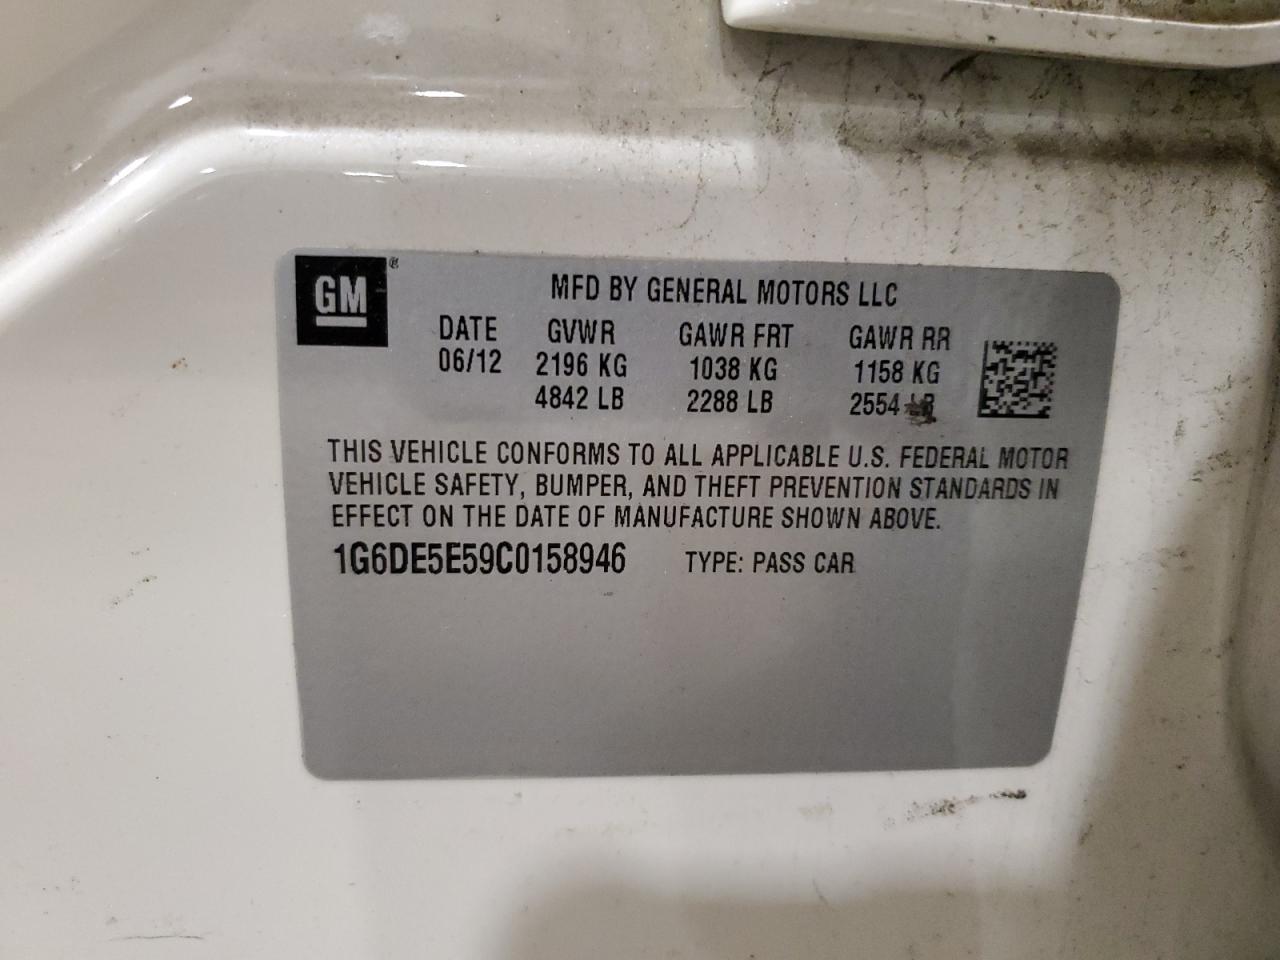 GM®
MFD BY GENERAL MOTORS LLC
DATE GVWR GAWR FRT GAWR RR
06/12 2196 KG 1038 KG 1158 KG
4842 LB 2288 LB 2554 LB
THIS VEHICLE CONFORMS TO ALL APPLICABLE U.S. FEDERAL MOTOR
VEHICLE SAFETY, BUMPER, AND THEFT PREVENTION STANDARDS IN
EFFECT ON THE DATE OF MANUFACTURE SHOWN ABOVE.
1G6DE5E59C0158946 TYPE: PASS CAR